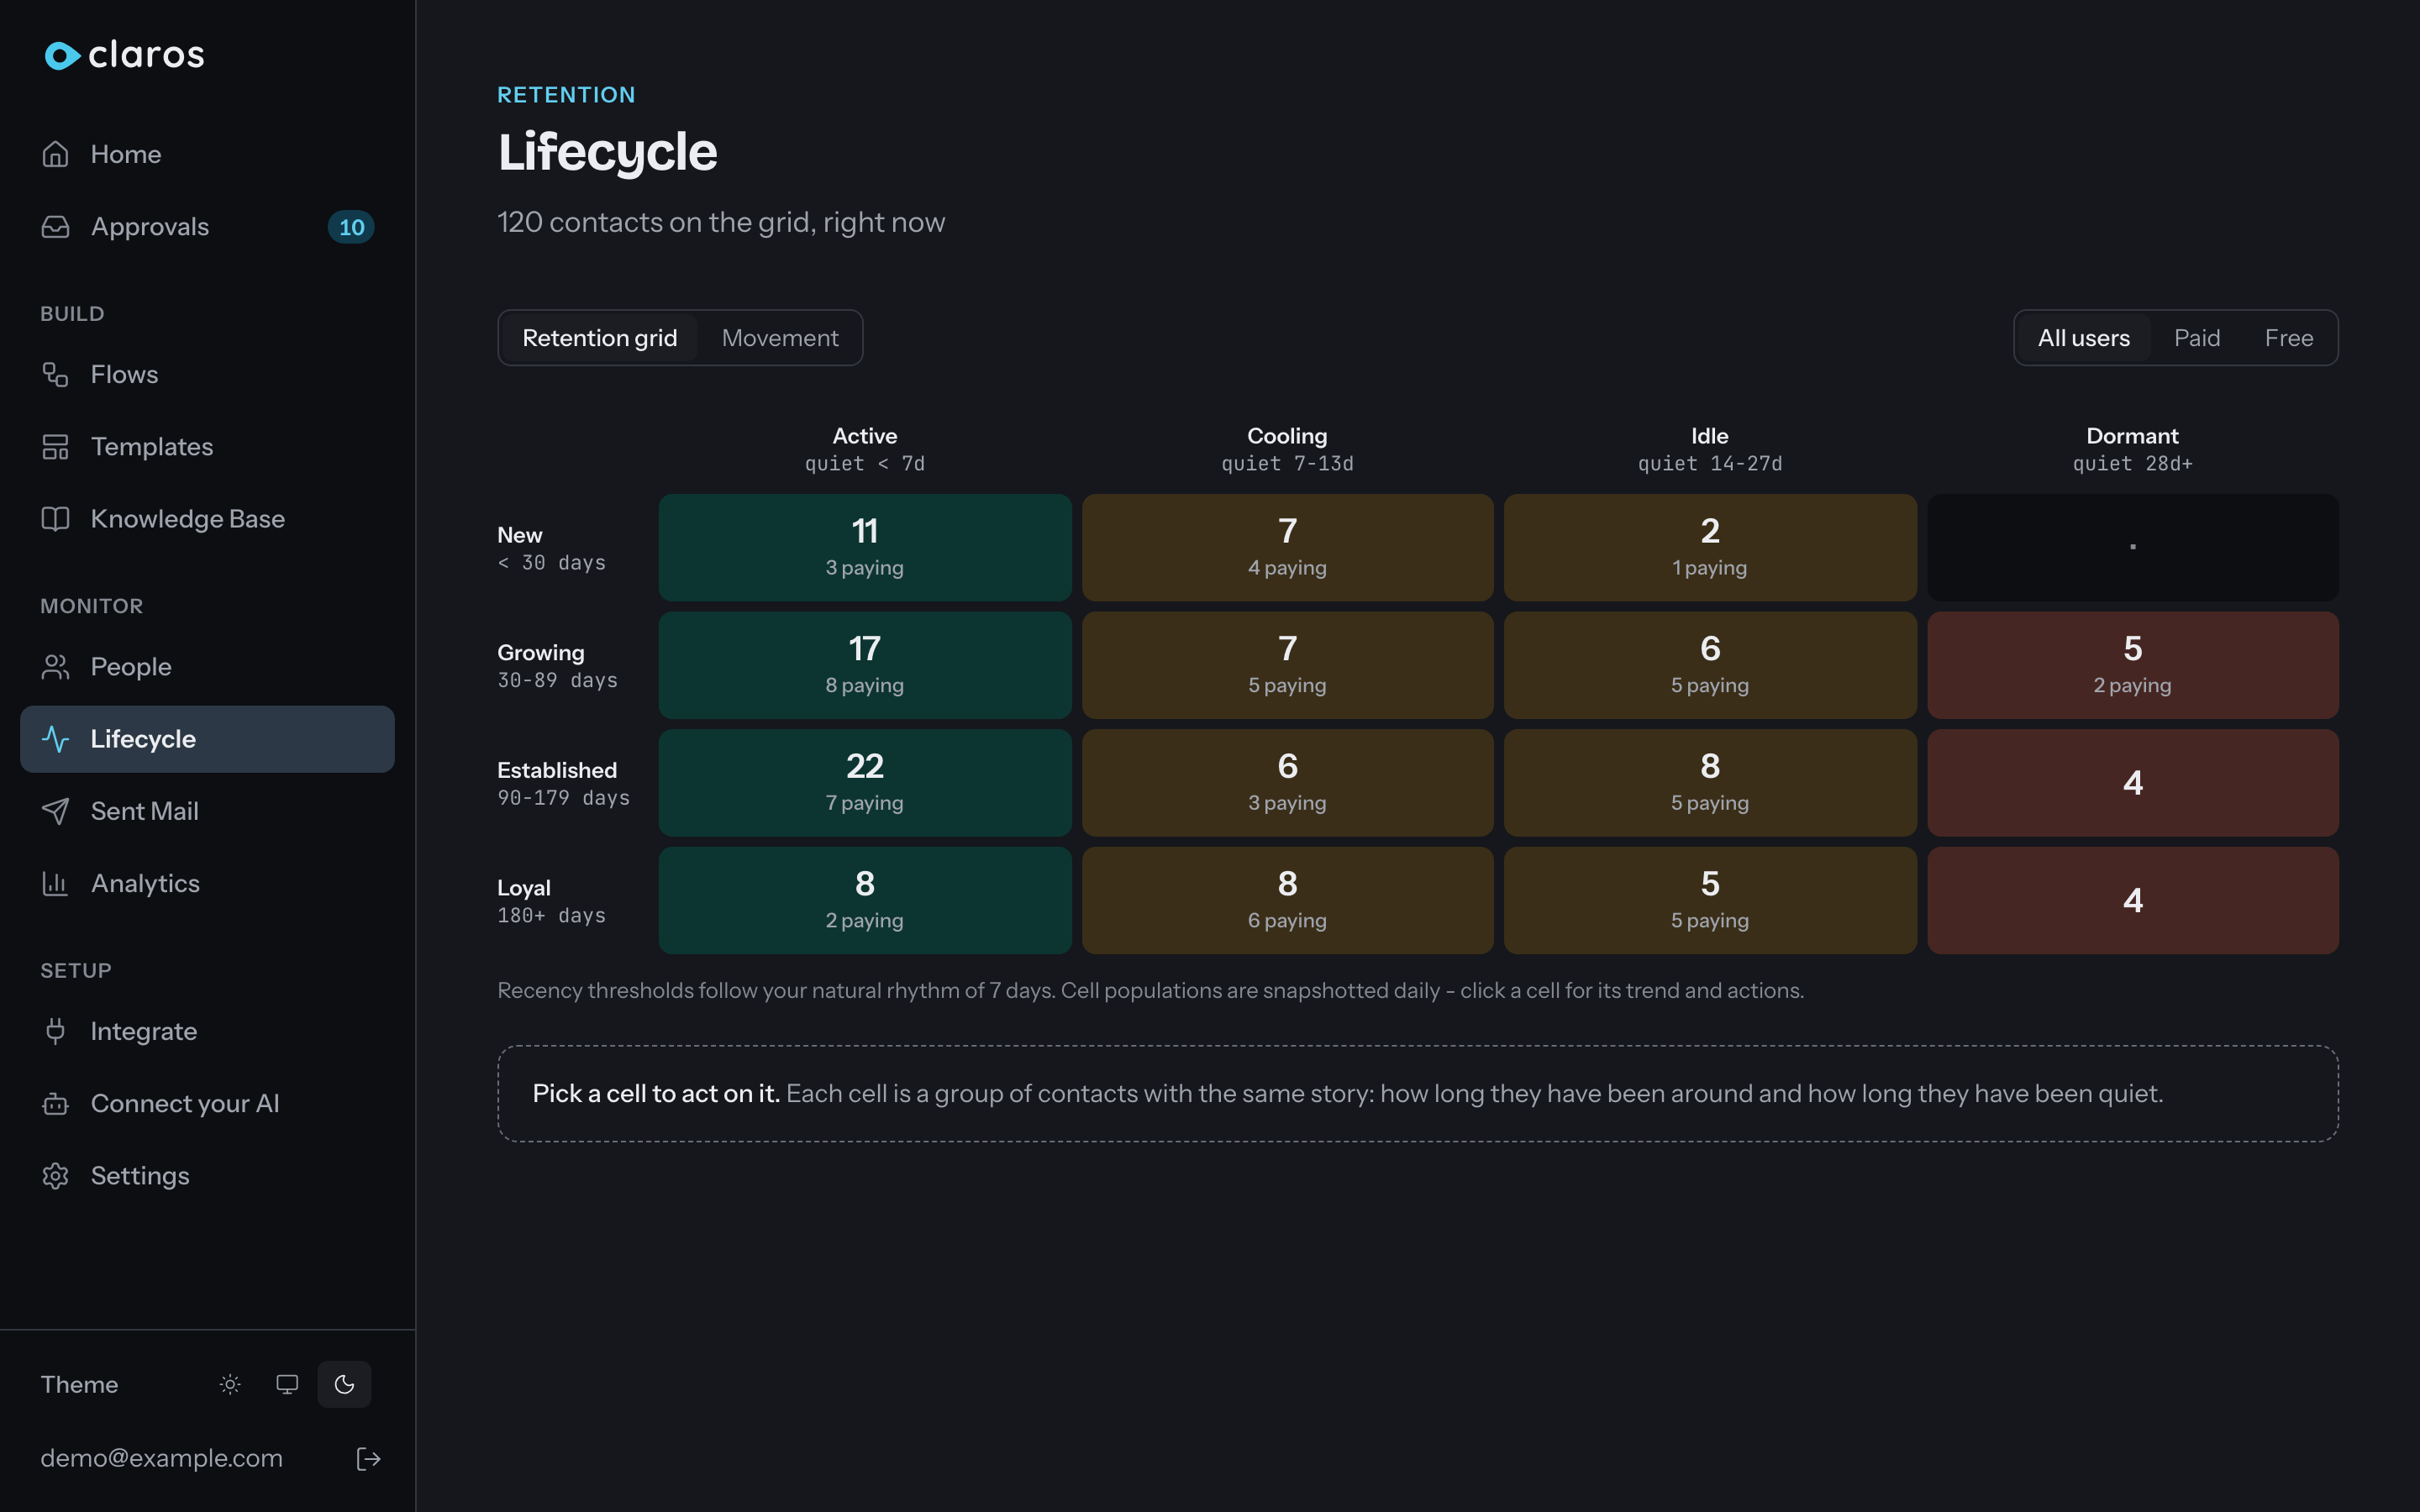 claros
Home
Approvals 10
BUILD
Flows
Templates
Knowledge Base
MONITOR
People
Lifecycle
Sent Mail
Analytics
SETUP
Integrate
Connect your AI
Settings
Theme
demo@example.com
RETENTION
Lifecycle
120 contacts on the grid, right now
Retention grid Movement
All users Paid Free
Active Cooling Idle Dormant
quiet < 7d quiet 7-13d quiet 14-27d quiet 28d+
New
< 30 days
11 7 2 ·
3 paying 4 paying 1 paying
Growing
30-89 days
17 7 6 5
8 paying 5 paying 5 paying 2 paying
Established
90-179 days
22 6 8 4
7 paying 3 paying 5 paying
Loyal
180+ days
8 8 5 4
2 paying 6 paying 5 paying
Recency thresholds follow your natural rhythm of 7 days. Cell populations are snapshotted daily - click a cell for its trend and actions.
Pick a cell to act on it. Each cell is a group of contacts with the same story: how long they have been around and how long they have been quiet.